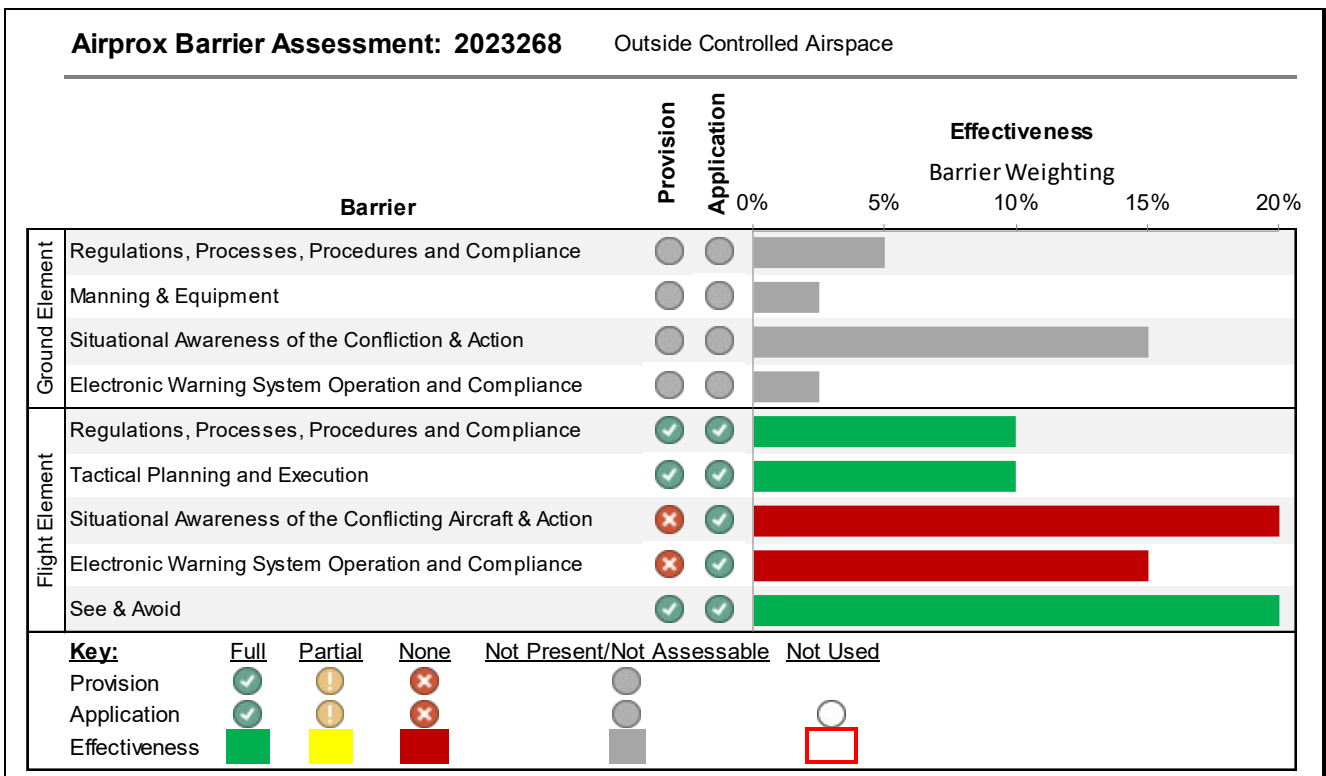 Airprox Barrier Assessment: 2023268 Outside Controlled Airspace
Provision
Application
Effectiveness
Barrier Weighting
Barrier
0% 5% 10% 15% 20%
Ground Element
Regulations, Processes, Procedures and Compliance
Manning & Equipment
Situational Awareness of the Confliction & Action
Electronic Warning System Operation and Compliance
Flight Element
Regulations, Processes, Procedures and Compliance
Tactical Planning and Execution
Situational Awareness of the Conflicting Aircraft & Action
Electronic Warning System Operation and Compliance
See & Avoid
Key: Full Partial None Not Present/Not Assessable Not Used
Provision
Application
Effectiveness